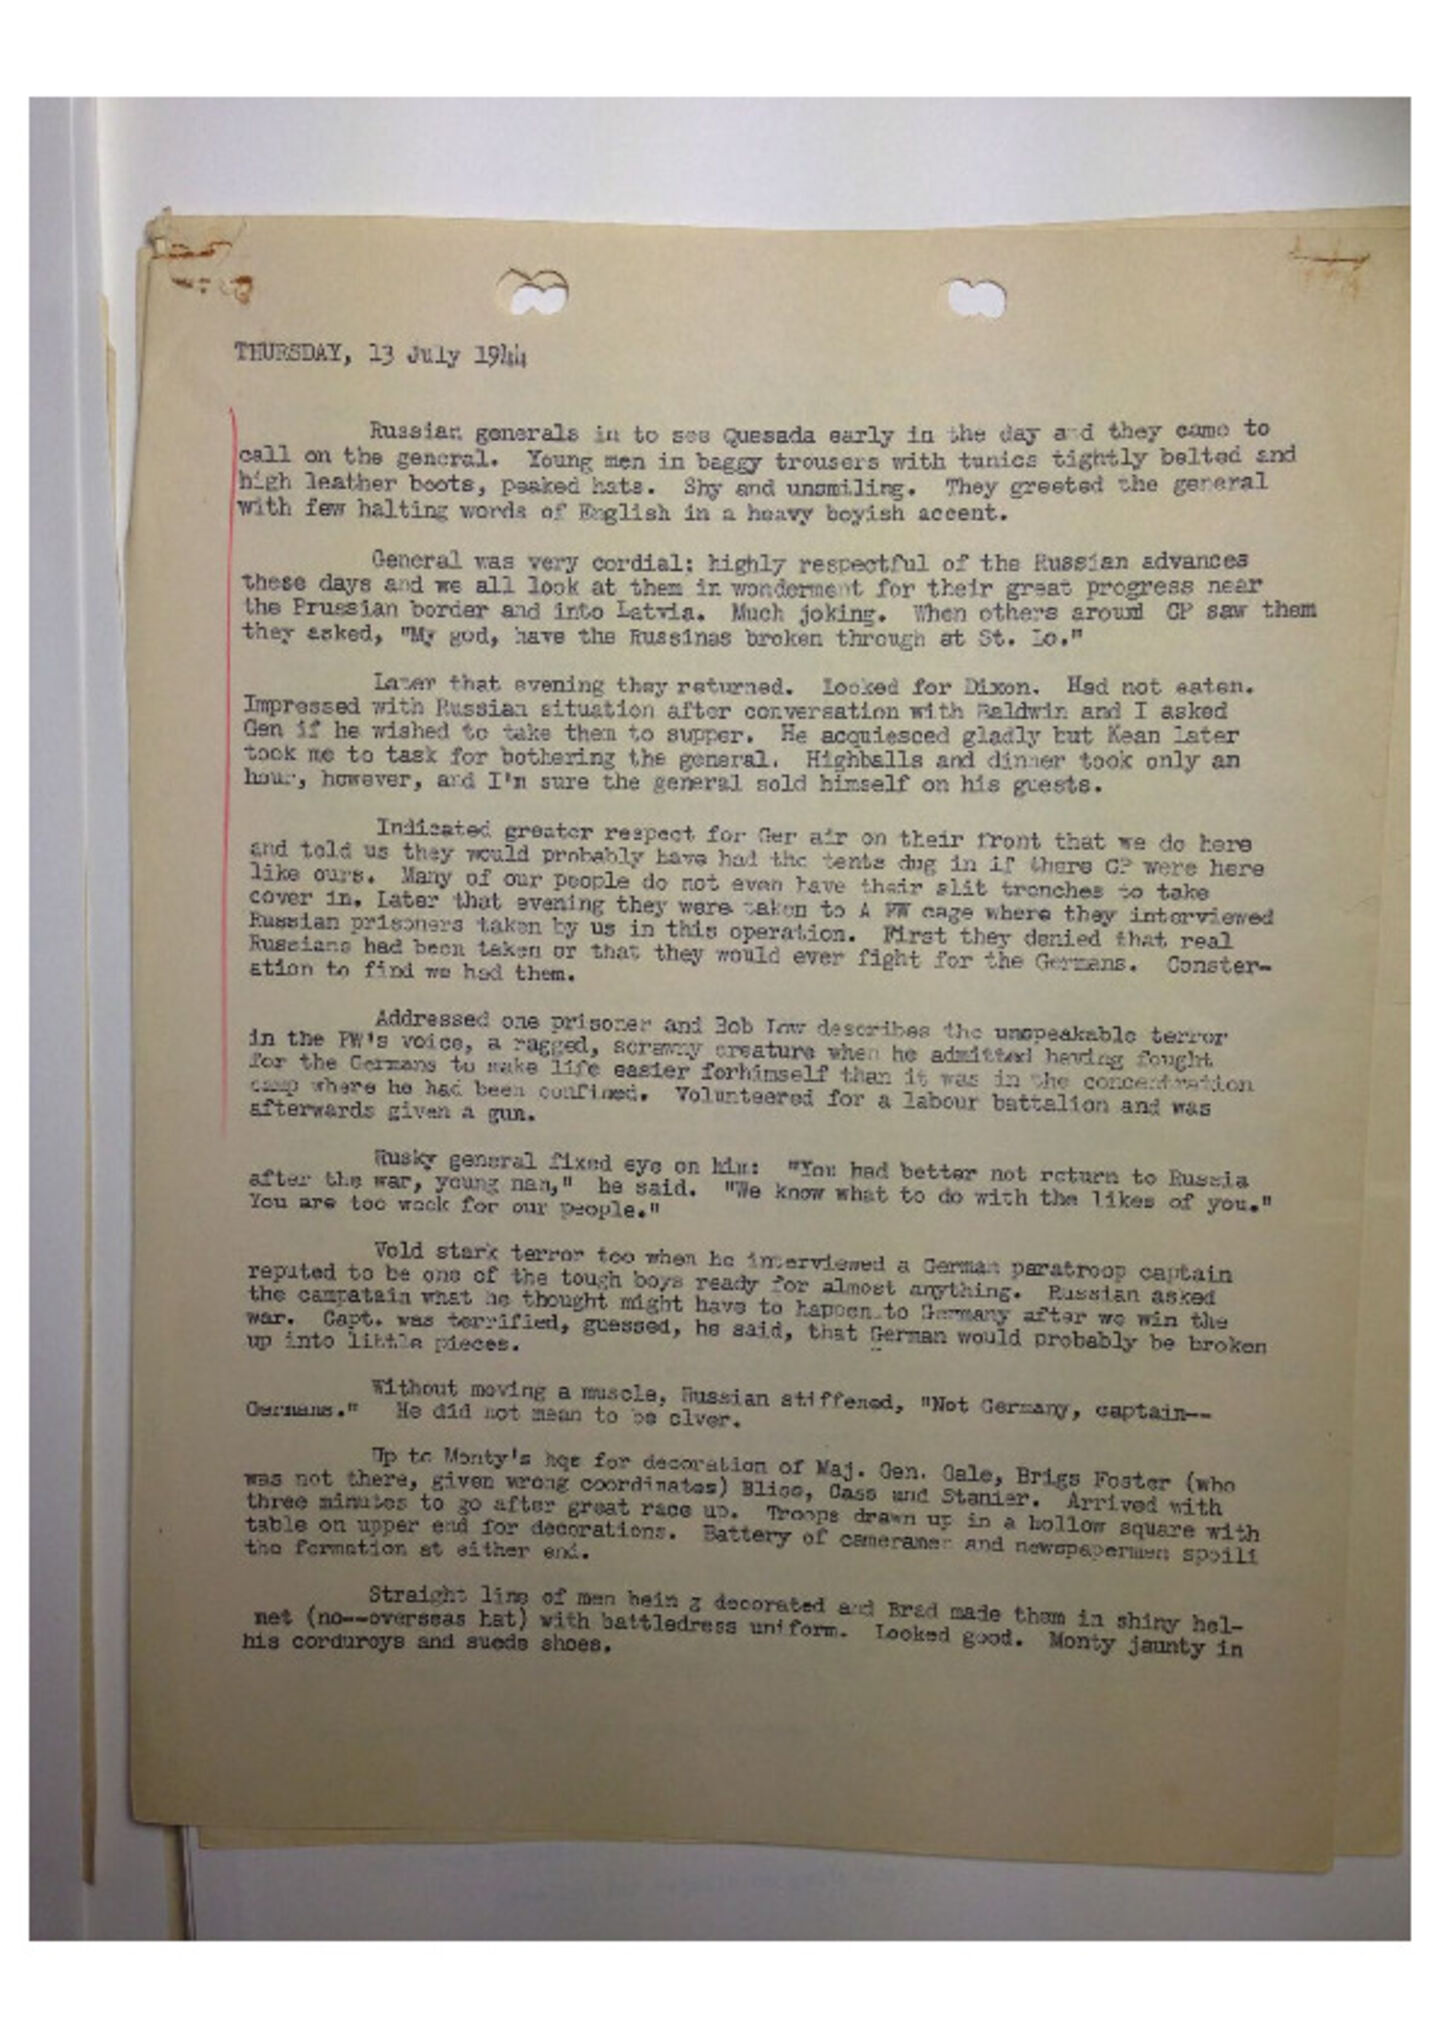 THURSDAY, 13 July 1944
Russian generals in to see Quesada early in the day and they came to
call on the general. Young men in baggy trousers with tunics tightly belted and
high leather boots, peaked hats. Shy and unsmiling. They greeted the general
with few halting words of English in a heavy boyish accent.
General was very cordial; highly respectful of the Russian advances
these days and we all look at them in wonderment for their great progress near
the Prussian border and into Latvia. Much joking. When others around CP saw them
they asked, "My god, have the Russinas broken through at St. Lo."
Later that evening they returned. Looked for Dixon. Had not eaten.
Impressed with Russian situation after conversation with Baldwin and I asked
Gen if he wished to take them to supper. He acquiesced gladly but Kean later
took me to task for bothering the general. Highballs and dinner took only an
hour, however, and I'm sure the general sold himself on his guests.
Indicated greater respect for Ger air on their front that we do here
and told us they would probably have had the tents dug in if there CP were here
like ours. Many of our people do not even have their slit trenches to take
cover in. Later that evening they were taken to A PW cage where they interviewed
Russian prisoners taken by us in this operation. First they denied that real
Russians had been taken or that they would ever fight for the Germans. Conster-
ation to find we had them.
Addressed one prisoner and Bob Low describes the unspeakable terror
in the PW's voice, a ragged, scrawny creature when he admitted having fought
for the Germans to make life easier forhimself than it was in the concentration
camp where he had been confined. Volunteered for a labour battalion and was
afterwards given a gun.
Rusky general fixed eye on him: "You had better not return to Russia
after the war, young man," he said. "We know what to do with the likes of you."
You are too weak for our people."
Vold stark terror too when he interviewed a German paratroop captain
reputed to be one of the tough boys ready for almost anything. Russian asked
the campatain what he thought might have to happen to Germany after we win the
war. Capt. was terrified, guessed, he said, that German would probably be broken
up into little pieces.
Without moving a muscle, Russian stiffened, "Not Germany, captain--
Germans." He did not mean to be clver.
Up to Monty's hqs for decoration of Maj. Gen. Gale, Brigs Foster (who
was not there, given wrong coordinates) Bliss, Cass and Stanier. Arrived with
three minutes to go after great race up. Troops drawn up in a hollow square with
table on upper end for decorations. Battery of cameramen and newspapermen spoili
the formation at either end.
Straight line of men bein g decorated and Brad made them in shiny hel-
met (no--overseas hat) with battledress uniform. Looked good. Monty jaunty in
his corduroys and suede shoes.